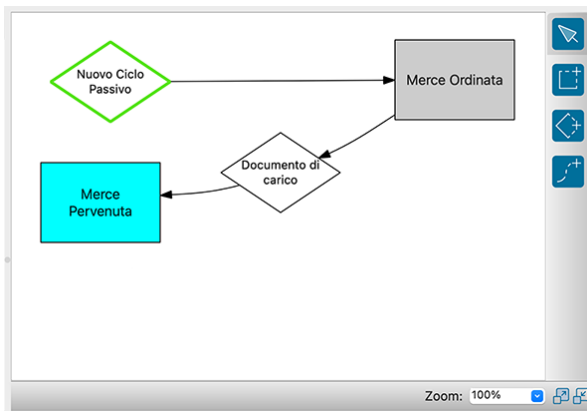 Nuovo Ciclo
Passivo
Merce Ordinata
Documento di
carico
Merce
Pervenuta
Zoom: 100%